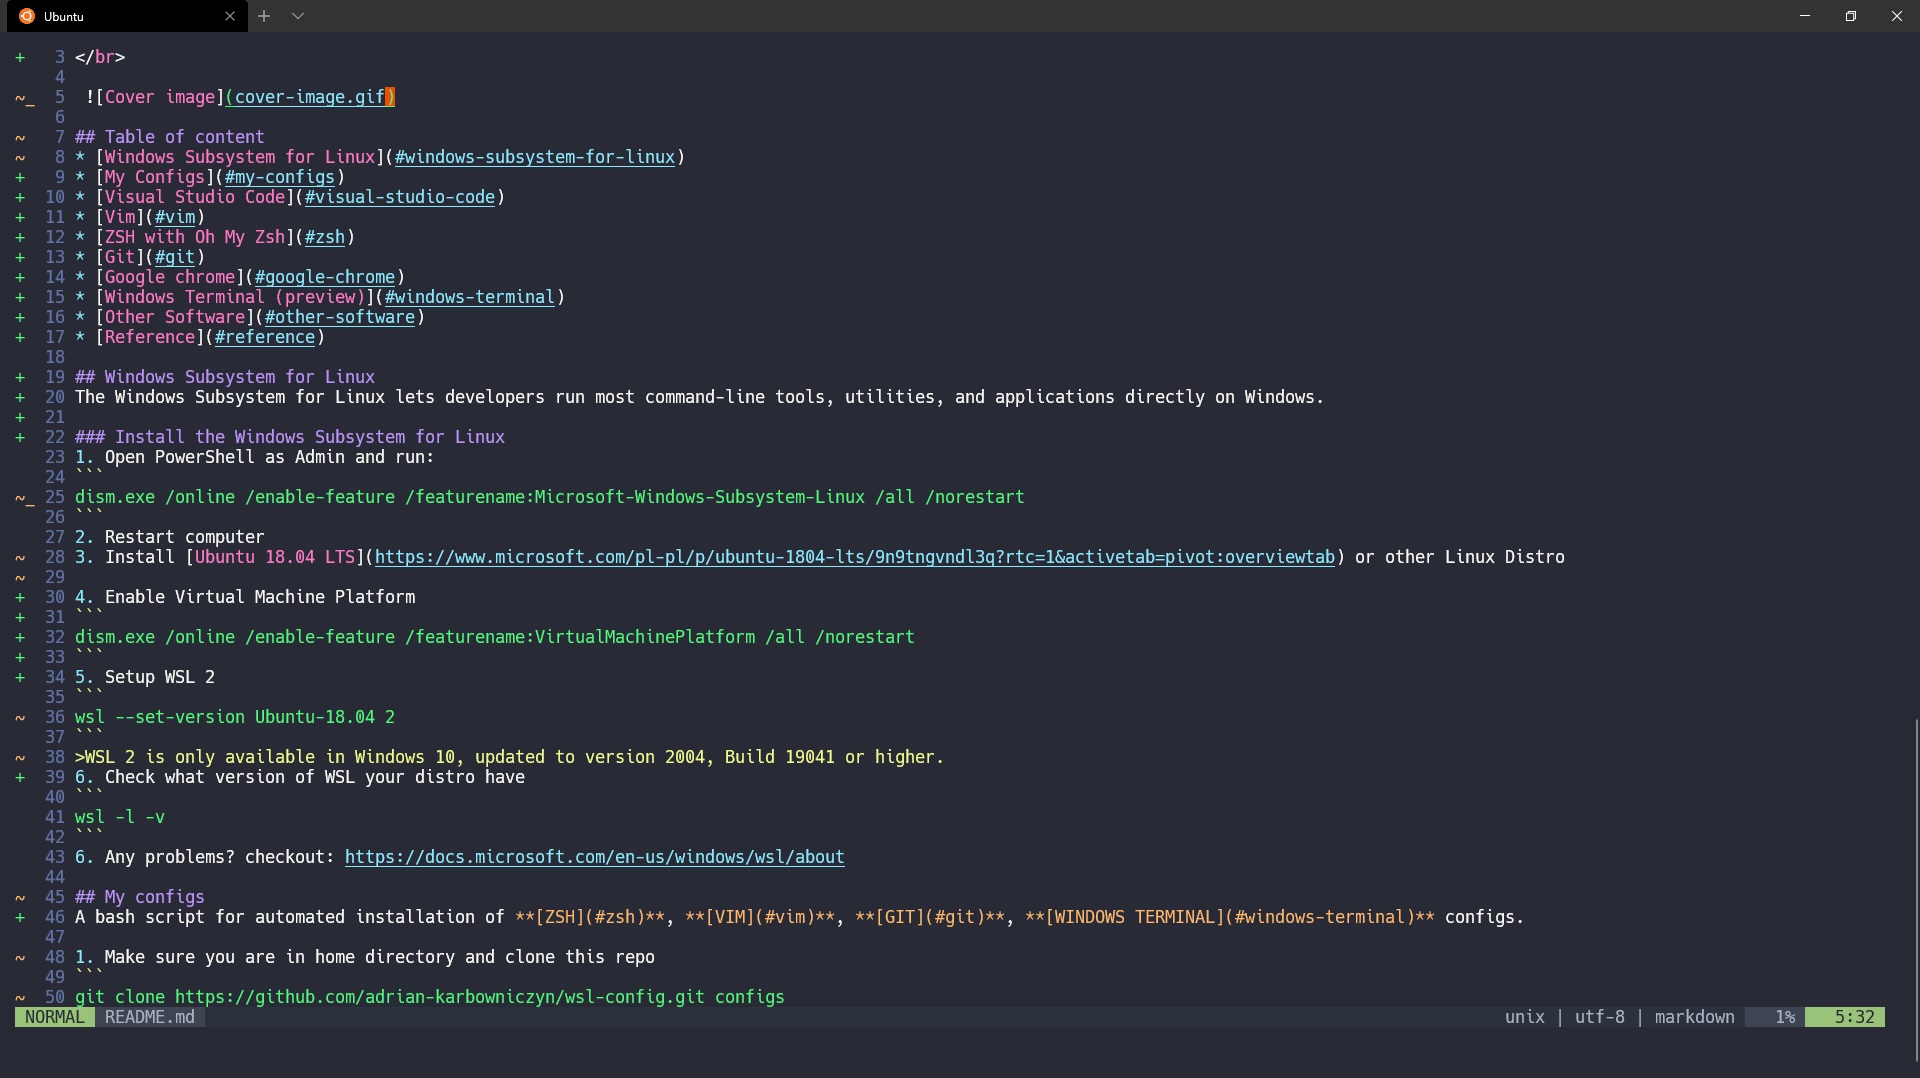 Ubuntu
+ 3 </br>
4
~_ 5 ![Cover image](cover-image.gif)
6
~ 7 ## Table of content
~ 8 * [Windows Subsystem for Linux](#windows-subsystem-for-linux)
+ 9 * [My Configs](#my-configs)
+ 10 * [Visual Studio Code](#visual-studio-code)
+ 11 * [Vim](#vim)
+ 12 * [ZSH with Oh My Zsh](#zsh)
+ 13 * [Git](#git)
+ 14 * [Google chrome](#google-chrome)
+ 15 * [Windows Terminal (preview)](#windows-terminal)
+ 16 * [Other Software](#other-software)
+ 17 * [Reference](#reference)
18
+ 19 ## Windows Subsystem for Linux
+ 20 The Windows Subsystem for Linux lets developers run most command-line tools, utilities, and applications directly on Windows.
+ 21
+ 22 ### Install the Windows Subsystem for Linux
23 1. Open PowerShell as Admin and run:
24 ```
~_ 25 dism.exe /online /enable-feature /featurename:Microsoft-Windows-Subsystem-Linux /all /norestart
26 ```
27 2. Restart computer
~ 28 3. Install [Ubuntu 18.04 LTS](https://www.microsoft.com/pl-pl/p/ubuntu-1804-lts/9n9tngvndl3q?rtc=1&activetab=pivot:overviewtab) or other Linux Distro
~ 29
+ 30 4. Enable Virtual Machine Platform
+ 31 ```
+ 32 dism.exe /online /enable-feature /featurename:VirtualMachinePlatform /all /norestart
+ 33 ```
+ 34 5. Setup WSL 2
35 ```
~ 36 wsl --set-version Ubuntu-18.04 2
37 ```
~ 38 >WSL 2 is only available in Windows 10, updated to version 2004, Build 19041 or higher.
+ 39 6. Check what version of WSL your distro have
40 ```
41 wsl -l -v
42 ```
43 6. Any problems? checkout: https://docs.microsoft.com/en-us/windows/wsl/about
44
~ 45 ## My configs
+ 46 A bash script for automated installation of **[ZSH](#zsh)**, **[VIM](#vim)**, **[GIT](#git)**, **[WINDOWS TERMINAL](#windows-terminal)** configs.
47
~ 48 1. Make sure you are in home directory and clone this repo
49 ```
~ 50 git clone https://github.com/adrian-karbowniczyn/wsl-config.git configs
NORMAL README.md unix | utf-8 | markdown 1% 5:32